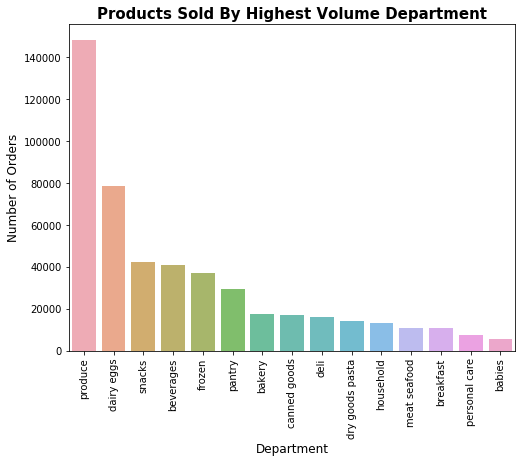 Products Sold By Highest Volume Department
Number of Orders
140000
120000
100000
80000
60000
40000
20000
0
produce
dairy eggs
snacks
beverages
frozen
pantry
bakery
canned goods
deli
dry goods pasta
household
meat seafood
breakfast
personal care
babies
Department